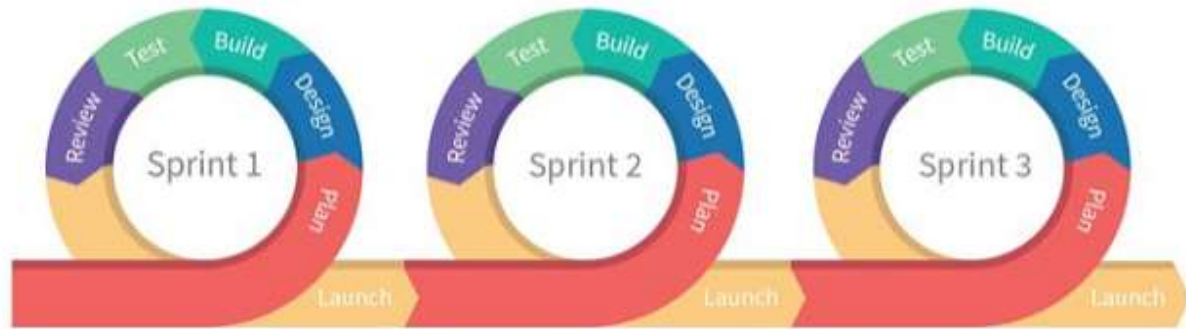 Sprint 1
Plan
Design
Build
Test
Review
Launch
Sprint 2
Plan
Design
Build
Test
Review
Launch
Sprint 3
Plan
Design
Build
Test
Review
Launch